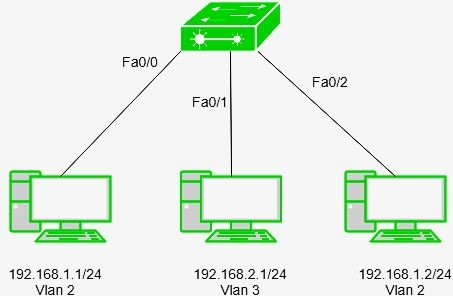 Fa0/0
Fa0/1
Fa0/2
192.168.1.1/24
Vlan 2
192.168.2.1/24
Vlan 3
192.168.1.2/24
Vlan 2